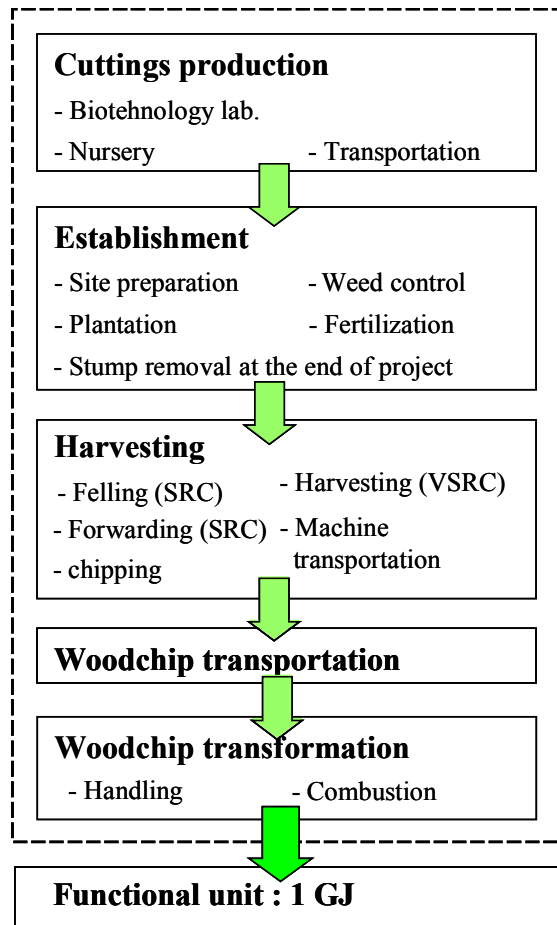 Cuttings production
- Biotehnology lab.
- Nursery - Transportation
Establishment
- Site preparation - Weed control
- Plantation - Fertilization
- Stump removal at the end of project
Harvesting
- Felling (SRC) - Harvesting (VSRC)
- Forwarding (SRC) - Machine
transportation
- chipping
Woodchip transportation
Woodchip transformation
- Handling - Combustion
Functional unit : 1 GJ